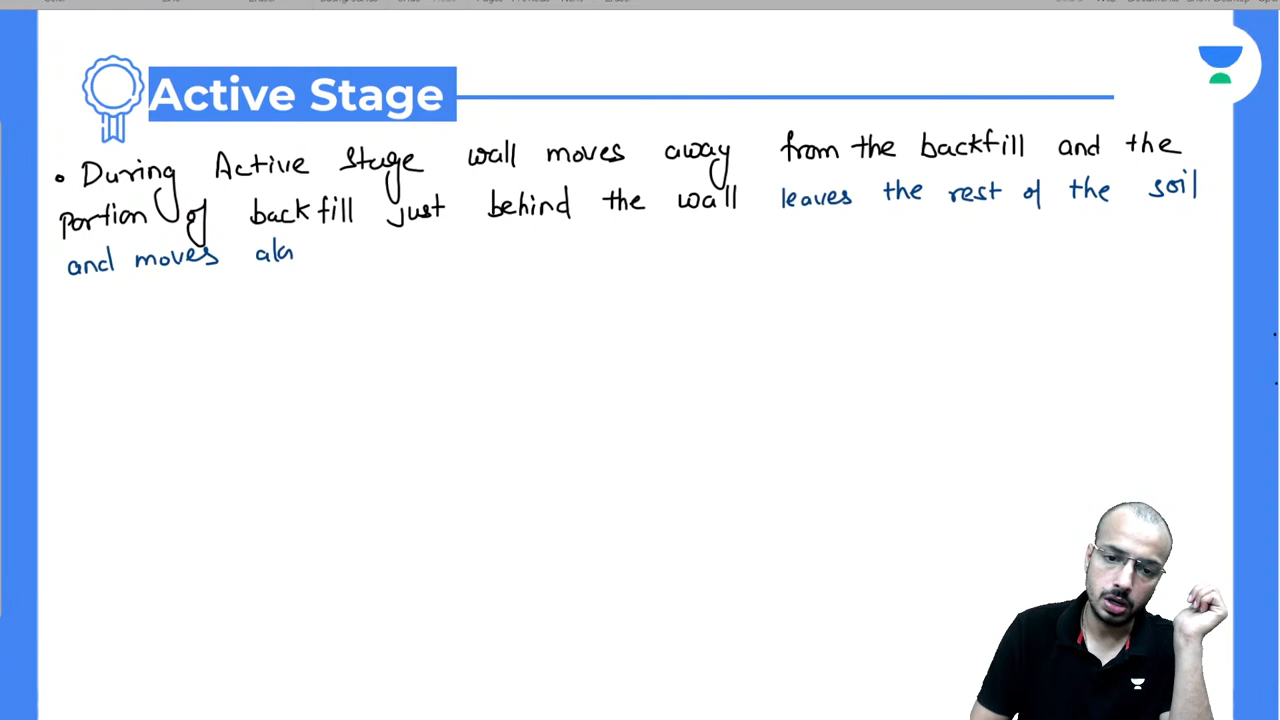 Active Stage
• During Active stage wall moves away from the backfill and the
portion of backfill just behind the wall leaves the rest of the soil
and moves alo